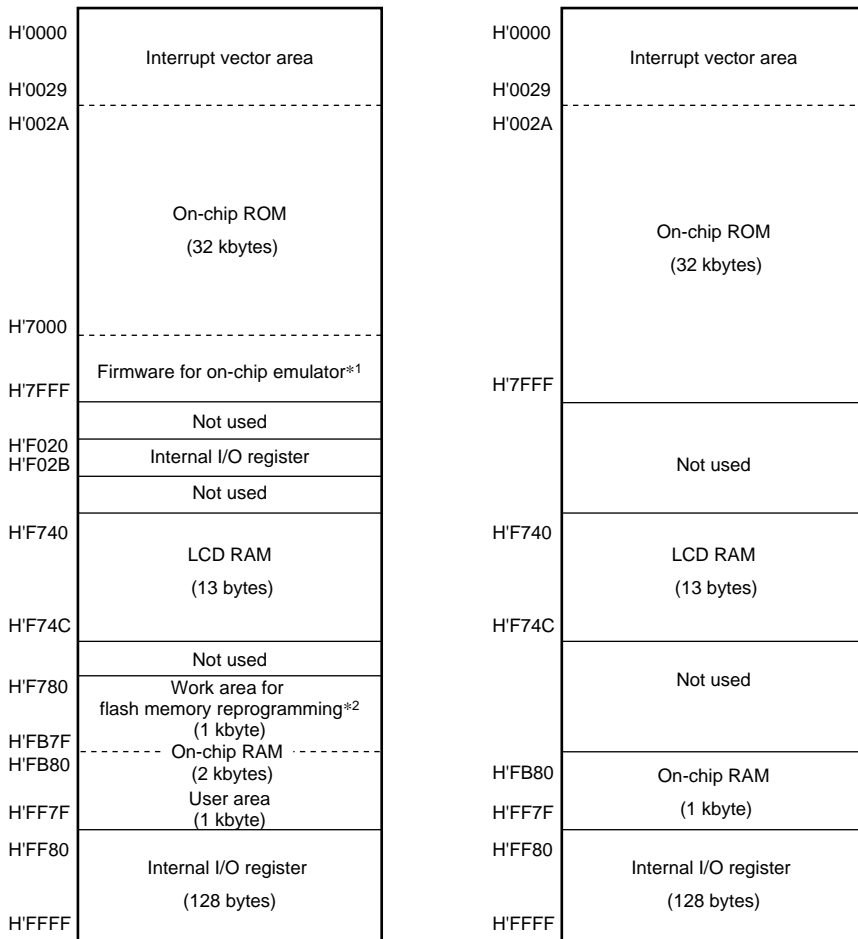 H'0000
Interrupt vector area
H'0029
H'002A
On-chip ROM
(32 kbytes)
H'7000
Firmware for on-chip emulator*1
H'7FFF
Not used
H'F020
H'F02B
Internal I/O register
Not used
H'F740
LCD RAM
(13 bytes)
H'F74C
Not used
H'F780
Work area for
flash memory reprogramming*2
(1 kbyte)
H'FB7F
On-chip RAM
H'FB80
(2 kbytes)
User area
H'FF7F
(1 kbyte)
H'FF80
Internal I/O register
(128 bytes)
H'FFFF
H'0000
Interrupt vector area
H'0029
H'002A
On-chip ROM
(32 kbytes)
H'7FFF
Not used
H'F740
LCD RAM
(13 bytes)
H'F74C
Not used
H'FB80
On-chip RAM
(1 kbyte)
H'FF7F
H'FF80
Internal I/O register
(128 bytes)
H'FFFF